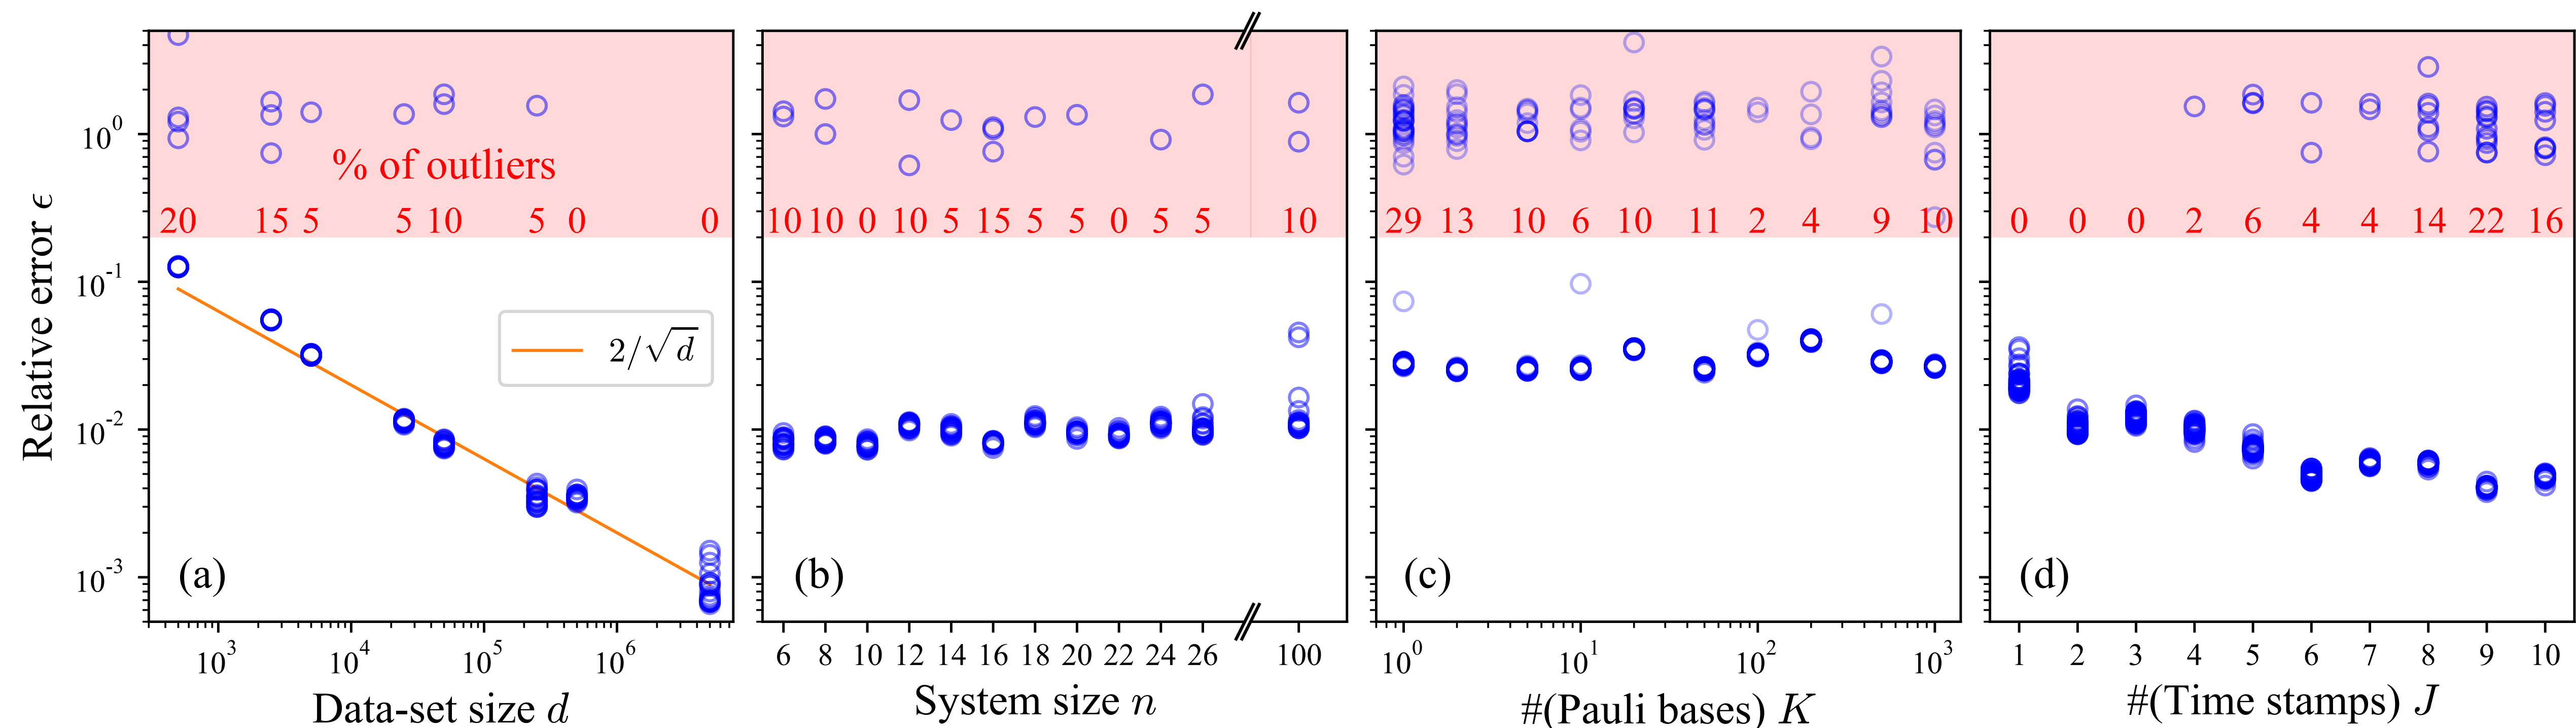 Relative error ϵ
10^0
10^-1
10^-2
10^-3
% of outliers
20 15 5 5 10 5 0 0
2/√d
(a)
10^3 10^4 10^5 10^6
Data-set size d
10 10 0 10 5 15 5 5 0 5 5 10
(b)
6 8 10 12 14 16 18 20 22 24 26 100
System size n
29 13 10 6 10 11 2 4 9 10
(c)
10^0 10^1 10^2 10^3
#(Pauli bases) K
0 0 0 2 6 4 4 14 22 16
(d)
1 2 3 4 5 6 7 8 9 10
#(Time stamps) J